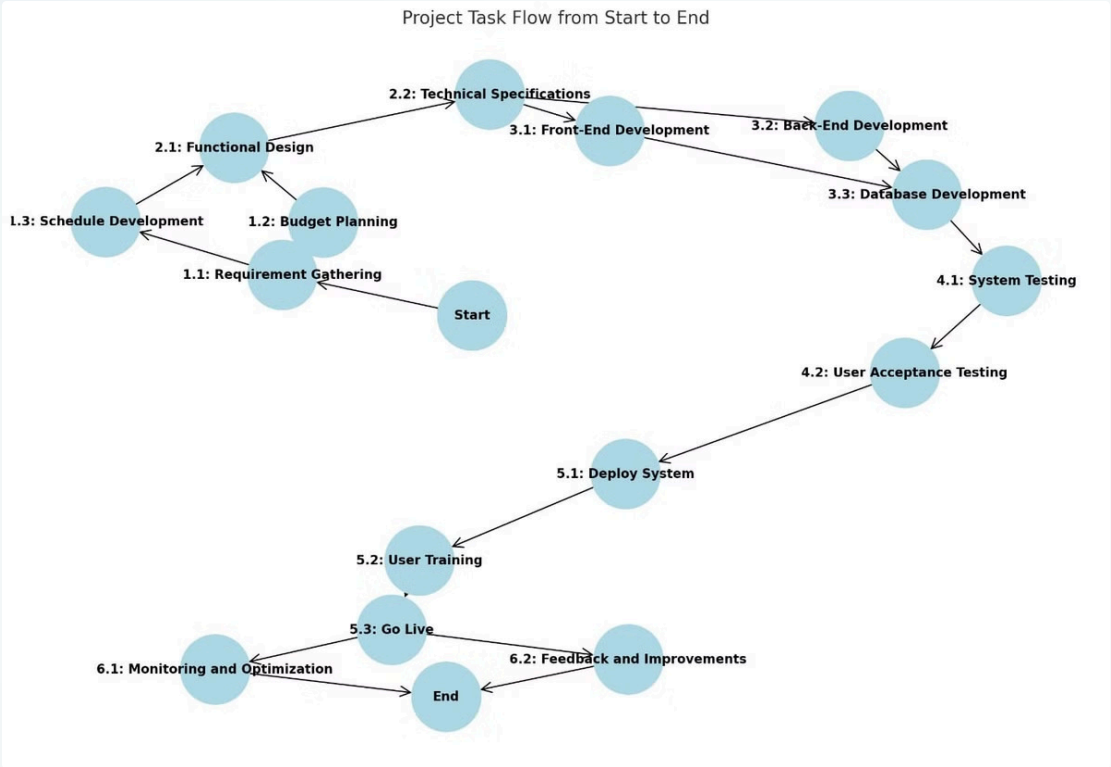 Project Task Flow from Start to End
2.2: Technical Specifications
3.1: Front-End Development
3.2: Back-End Development
2.1: Functional Design
3.3: Database Development
1.3: Schedule Development
1.2: Budget Planning
1.1: Requirement Gathering
4.1: System Testing
Start
4.2: User Acceptance Testing
5.1: Deploy System
5.2: User Training
5.3: Go Live
6.1: Monitoring and Optimization
6.2: Feedback and Improvements
End